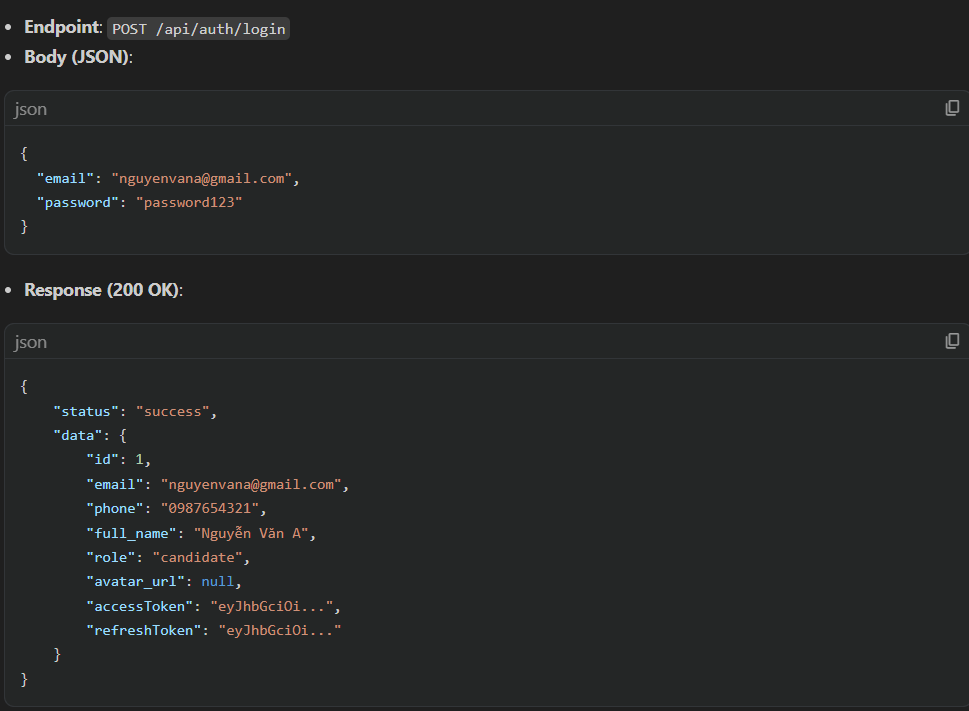 Endpoint: POST /api/auth/login
Body (JSON):
json
{
  "email": "nguyenvana@gmail.com",
  "password": "password123"
}
Response (200 OK):
json
{
    "status": "success",
    "data": {
        "id": 1,
        "email": "nguyenvana@gmail.com",
        "phone": "0987654321",
        "full_name": "Nguyễn Văn A",
        "role": "candidate",
        "avatar_url": null,
        "accessToken": "eyJhbGciOi...",
        "refreshToken": "eyJhbGciOi..."
    }
}